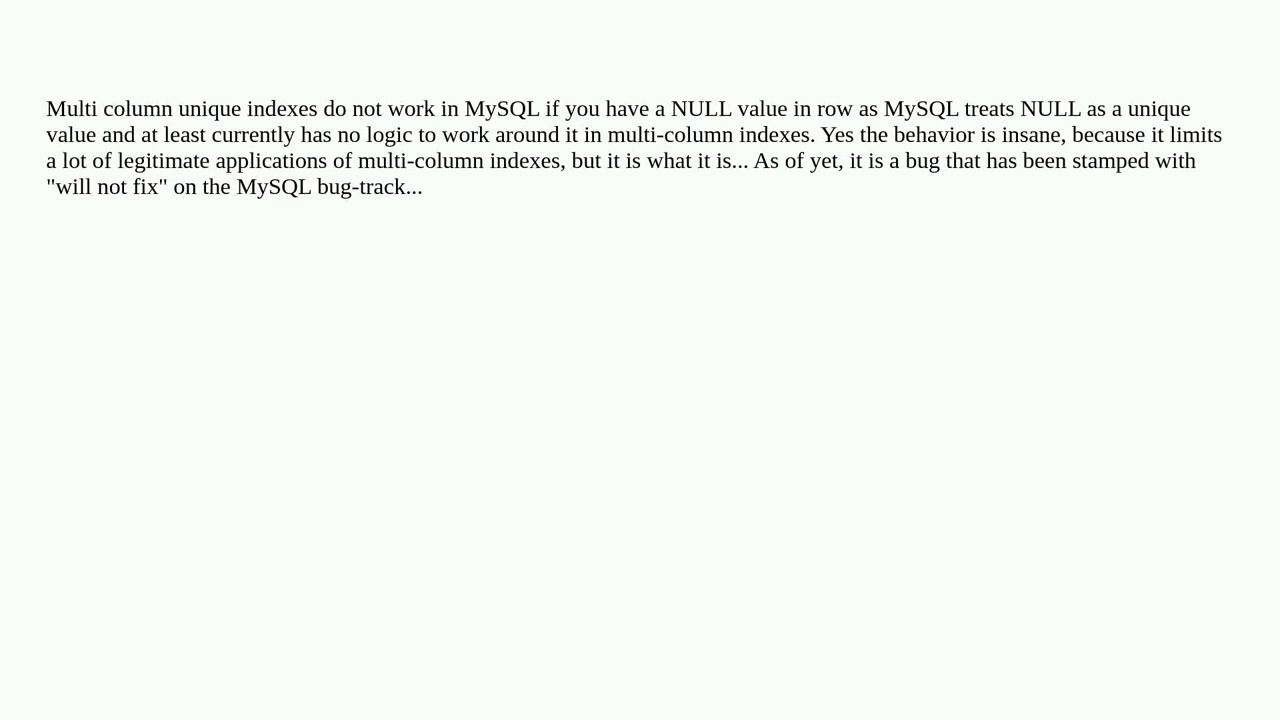 Multi column unique indexes do not work in MySQL if you have a NULL value in row as MySQL treats NULL as a unique
value and at least currently has no logic to work around it in multi-column indexes. Yes the behavior is insane, because it limits
a lot of legitimate applications of multi-column indexes, but it is what it is... As of yet, it is a bug that has been stamped with
"will not fix" on the MySQL bug-track...